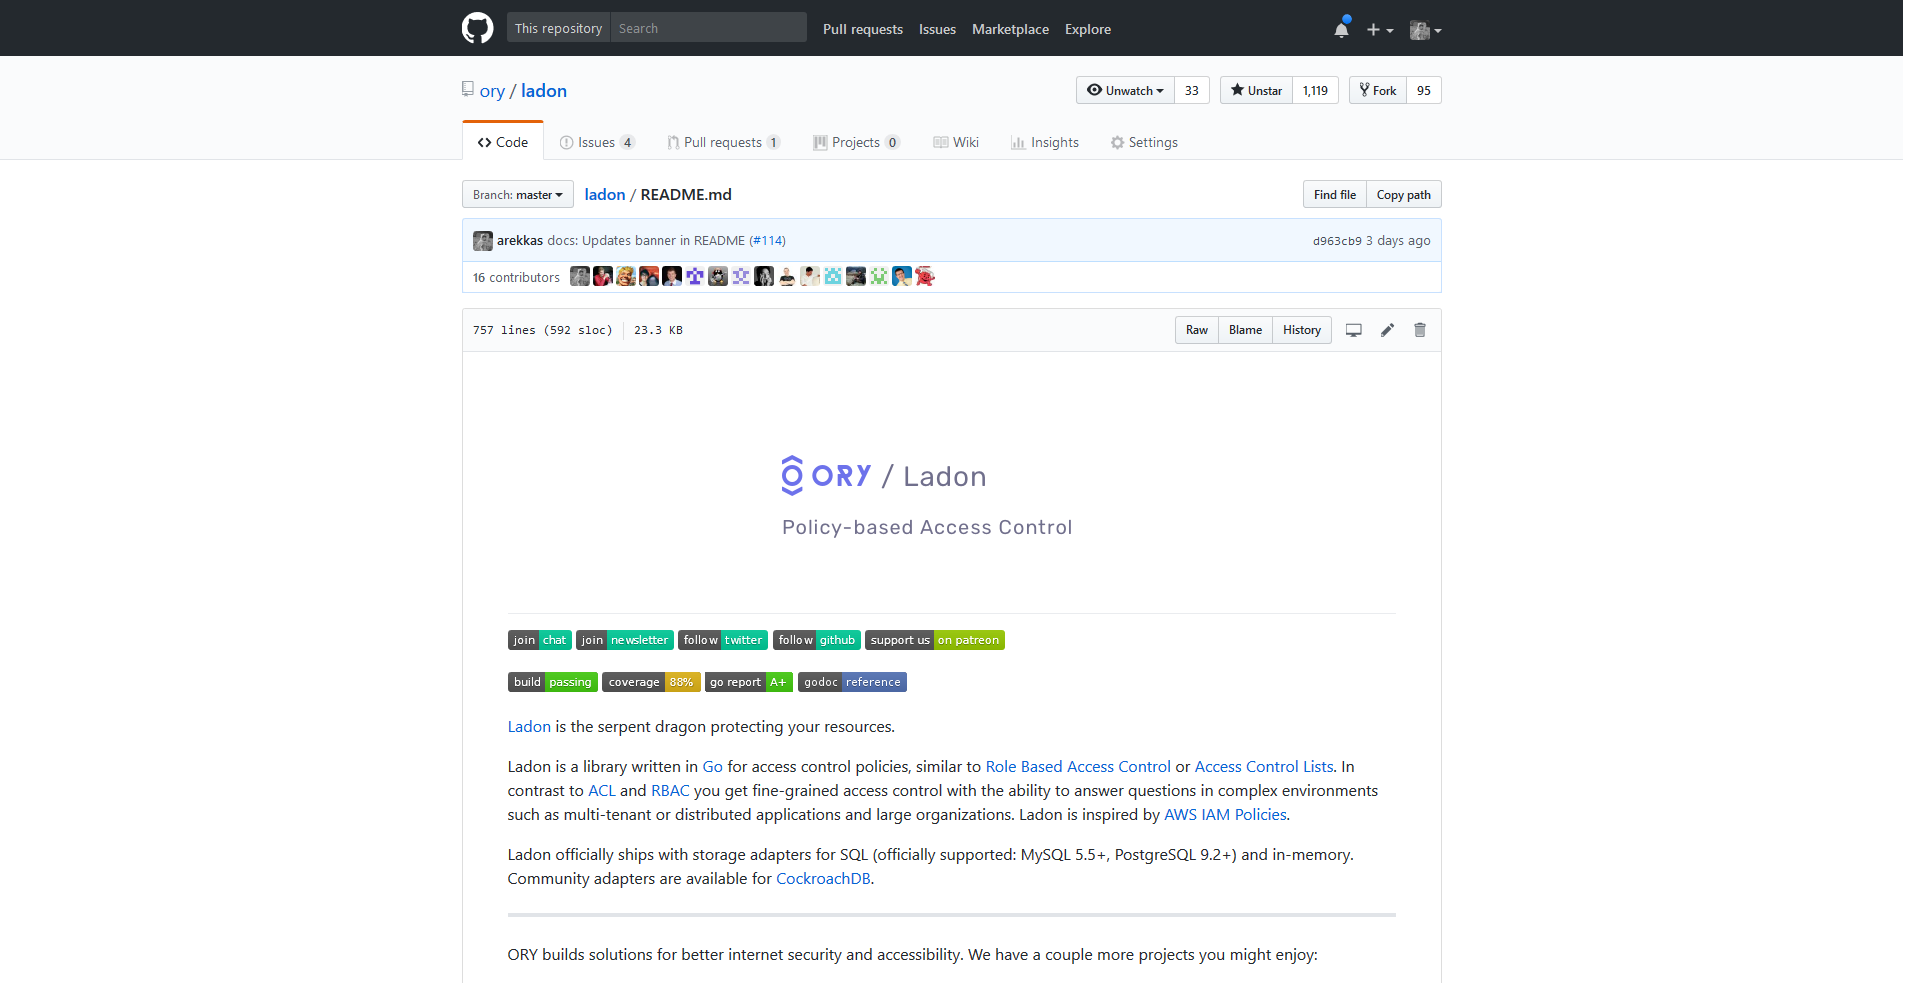 This repository Search Pull requests Issues Marketplace Explore
ory / ladon Unwatch 33 Unstar 1,119 Fork 95
Code Issues 4 Pull requests 1 Projects 0 Wiki Insights Settings
Branch: master ladon / README.md Find file Copy path
arekkas docs: Updates banner in README (#114) d963cb9 3 days ago
16 contributors
757 lines (592 sloc) 23.3 KB Raw Blame History
ORY / Ladon
Policy-based Access Control
join chat join newsletter follow twitter follow github support us on patreon
build passing coverage 88% go report A+ godoc reference
Ladon is the serpent dragon protecting your resources.
Ladon is a library written in Go for access control policies, similar to Role Based Access Control or Access Control Lists. In
contrast to ACL and RBAC you get fine-grained access control with the ability to answer questions in complex environments
such as multi-tenant or distributed applications and large organizations. Ladon is inspired by AWS IAM Policies.
Ladon officially ships with storage adapters for SQL (officially supported: MySQL 5.5+, PostgreSQL 9.2+) and in-memory.
Community adapters are available for CockroachDB.
ORY builds solutions for better internet security and accessibility. We have a couple more projects you might enjoy: